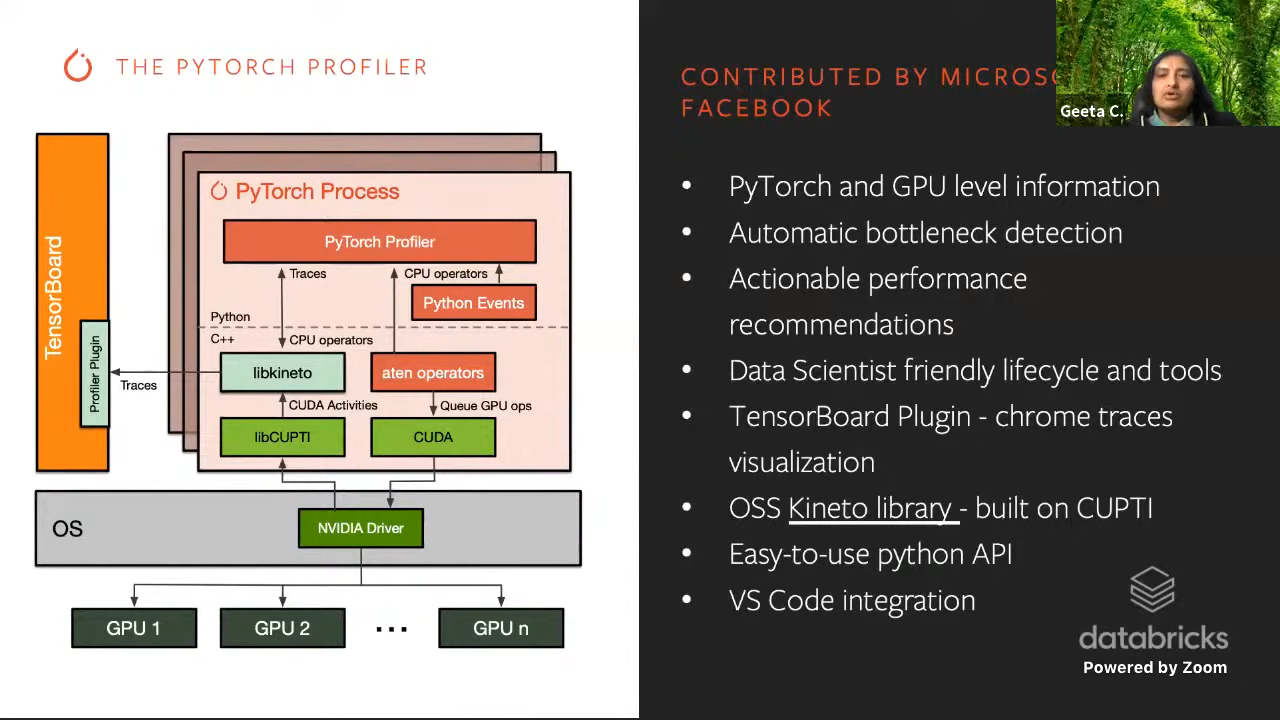 THE PYTORCH PROFILER
TensorBoard
Profiler Plugin
Traces
PyTorch Process
PyTorch Profiler
Traces
CPU operators
Python Events
Python
C++
CPU operators
libkineto
aten operators
CUDA Activities
Queue GPU ops
libCUPTI
CUDA
OS
NVIDIA Driver
GPU 1
GPU 2
...
GPU n
CONTRIBUTED BY
FACEBOOK
Geeta C.
• PyTorch and GPU level information
• Automatic bottleneck detection
• Actionable performance
recommendations
• Data Scientist friendly lifecycle and tools
• TensorBoard Plugin - chrome traces
visualization
• OSS Kineto library - built on CUPTI
• Easy-to-use python API
• VS Code integration
databricks
Powered by Zoom